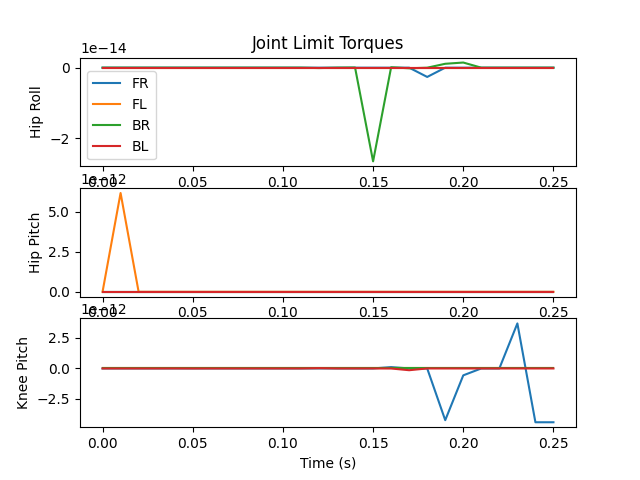 Joint Limit Torques
1e−14
0
−2
Hip Roll
FR
FL
BR
BL
0.00 0.05 0.10 0.15 0.20 0.25
1e−12
5.0
2.5
0.0
Hip Pitch
0.00 0.05 0.10 0.15 0.20 0.25
1e−12
2.5
0.0
−2.5
Knee Pitch
0.00 0.05 0.10 0.15 0.20 0.25
Time (s)